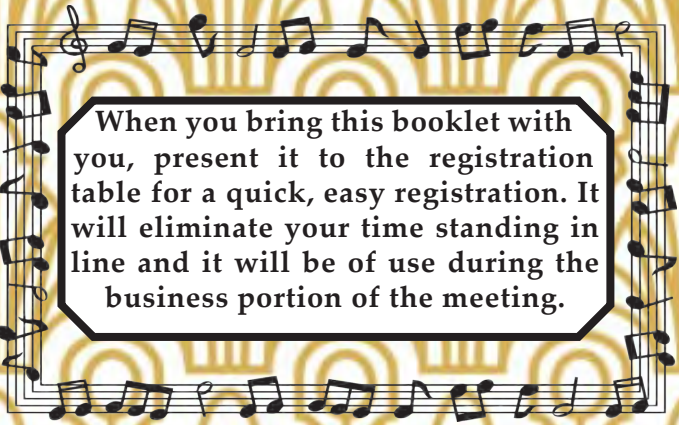 When you bring this booklet with
you, present it to the registration
table for a quick, easy registration. It
will eliminate your time standing in
line and it will be of use during the
business portion of the meeting.